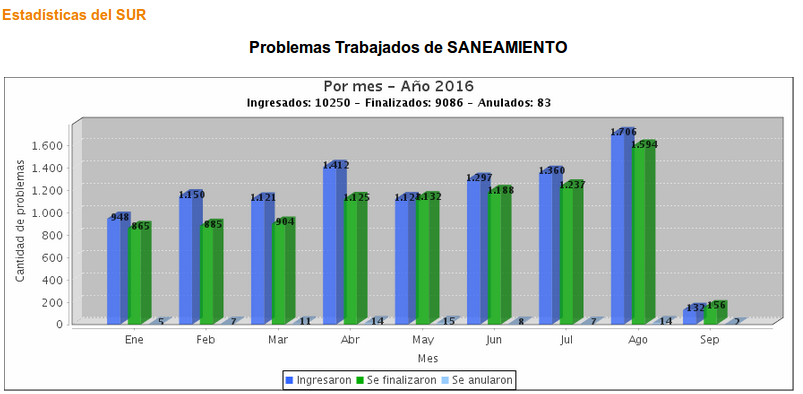 Estadísticas del SUR
Problemas Trabajados de SANEAMIENTO
Por mes - Año 2016
Ingresados: 10250 - Finalizados: 9086 - Anulados: 83
Cantidad de problemas
1.600
1.400
1.200
1.000
800
600
400
200
0
948 865 5
1.150 885 7
1.121 904 11
1.412 1.125 14
1.132 15
1.297 1.188 8
1.360 1.237 7
1.706 1.594 14
132 156 2
Ene Feb Mar Abr May Jun Jul Ago Sep
Mes
Ingresaron Se finalizaron Se anularon